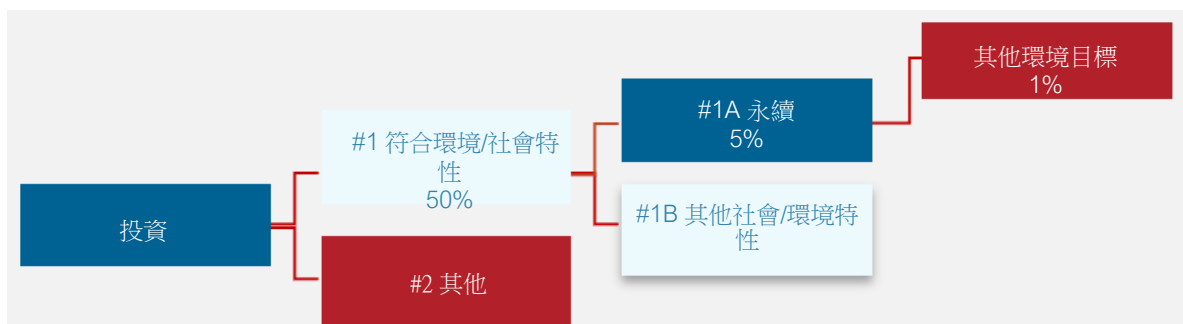 投資
#1 符合環境/社會特
性
50%
#2 其他
#1A 永續
5%
#1B 其他社會/環境特
性
其他環境目標
1%